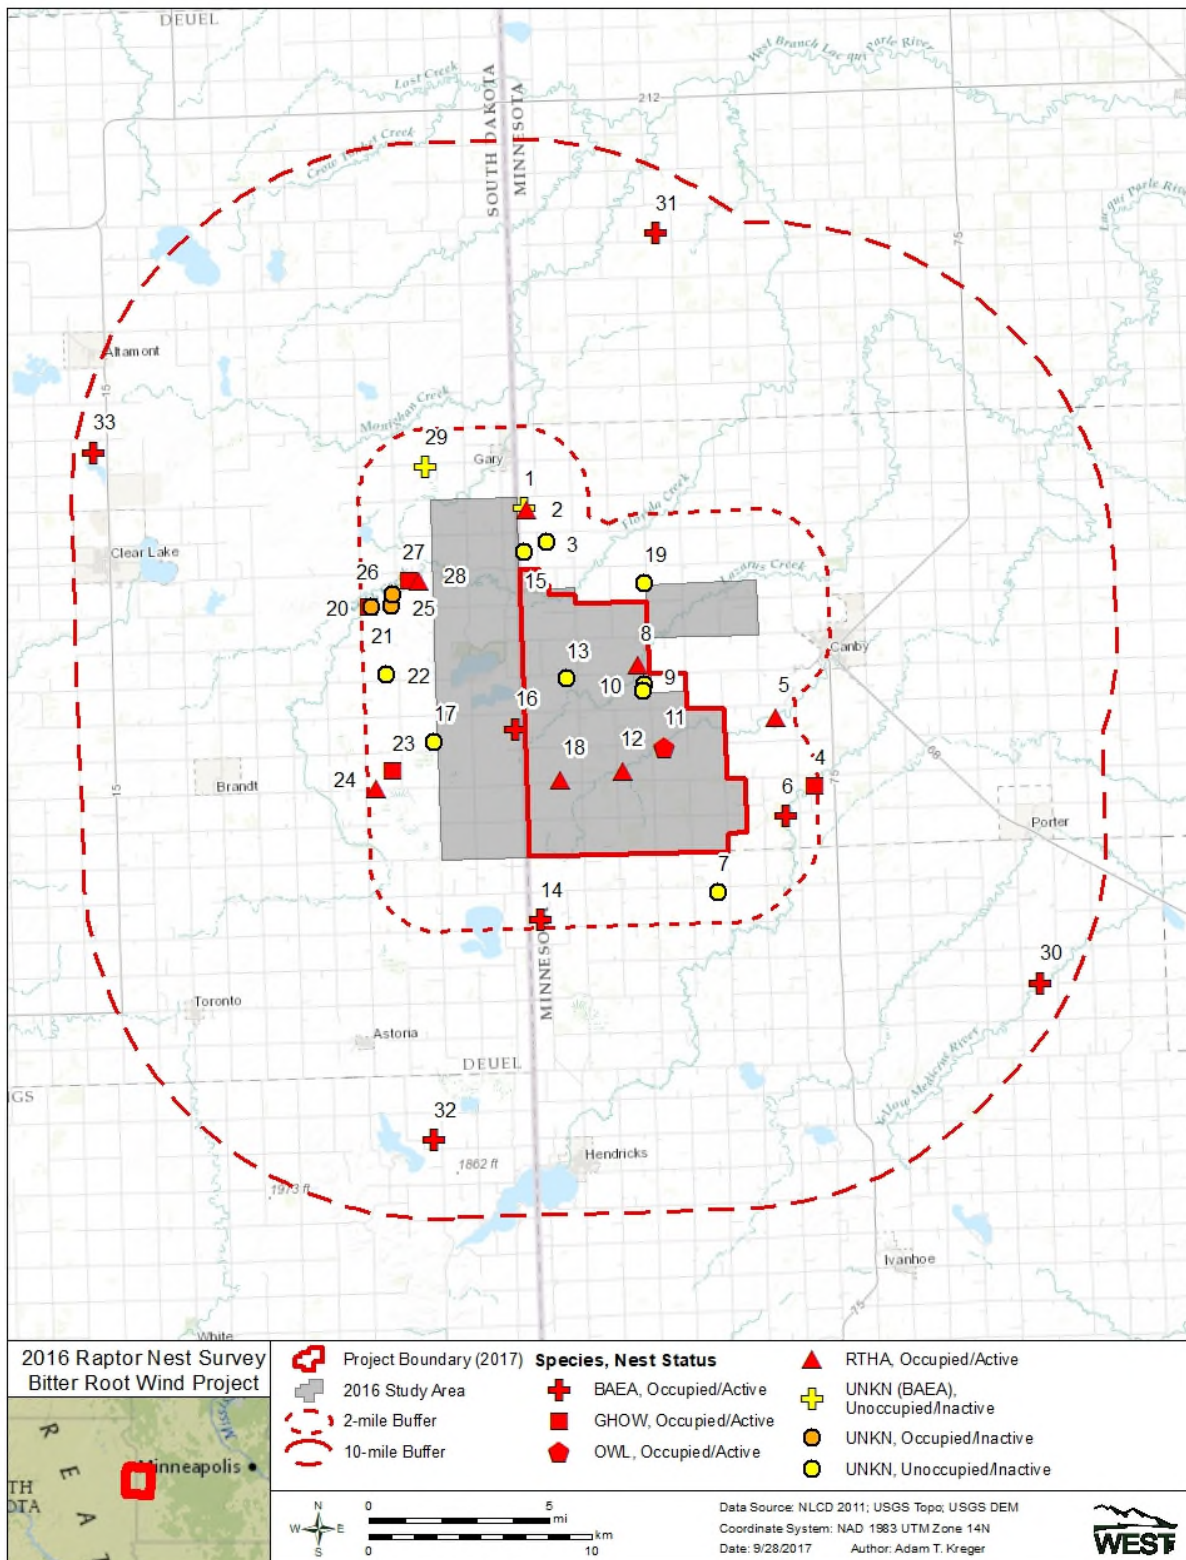 DEUEL
West Branch Lac qui Parle River
Lost Creek
212
SOUTH DAKOTA
MINNESOTA
Crow Timber Creek
Lac qui Parle River
31
75
Altamont
15
Monighan Creek
33
29
Gary
1
2
Florida Creek
3
Clear Lake
27
19
Lazarus Creek
26
28
15
20
25
21
8
Canby
13
22
10
9
5
16
11
17
23
18
12
4
68
24
6
75
Brandt
15
Porter
7
14
MINNESOTA
30
Toronto
Astoria
DEUEL
GS
Yellow Medicine River
32
Hendricks
1862 ft
1973 ft
Ivanhoe
75
White
2016 Raptor Nest Survey
Bitter Root Wind Project
Project Boundary (2017)
2016 Study Area
2-mile Buffer
10-mile Buffer
Species, Nest Status
BAEA, Occupied/Active
GHOW, Occupied/Active
OWL, Occupied/Active
RTHA, Occupied/Active
UNKN (BAEA),
Unoccupied/Inactive
UNKN, Occupied/Inactive
UNKN, Unoccupied/Inactive
R
E
A
TH
OTA
Mississ
Minneapolis
N
W E
S
0 5
mi
km
0 10
Data Source: NLCD 2011; USGS Topo; USGS DEM
Coordinate System: NAD 1983 UTM Zone 14N
Date: 9/28/2017 Author: Adam T. Kreger
WEST